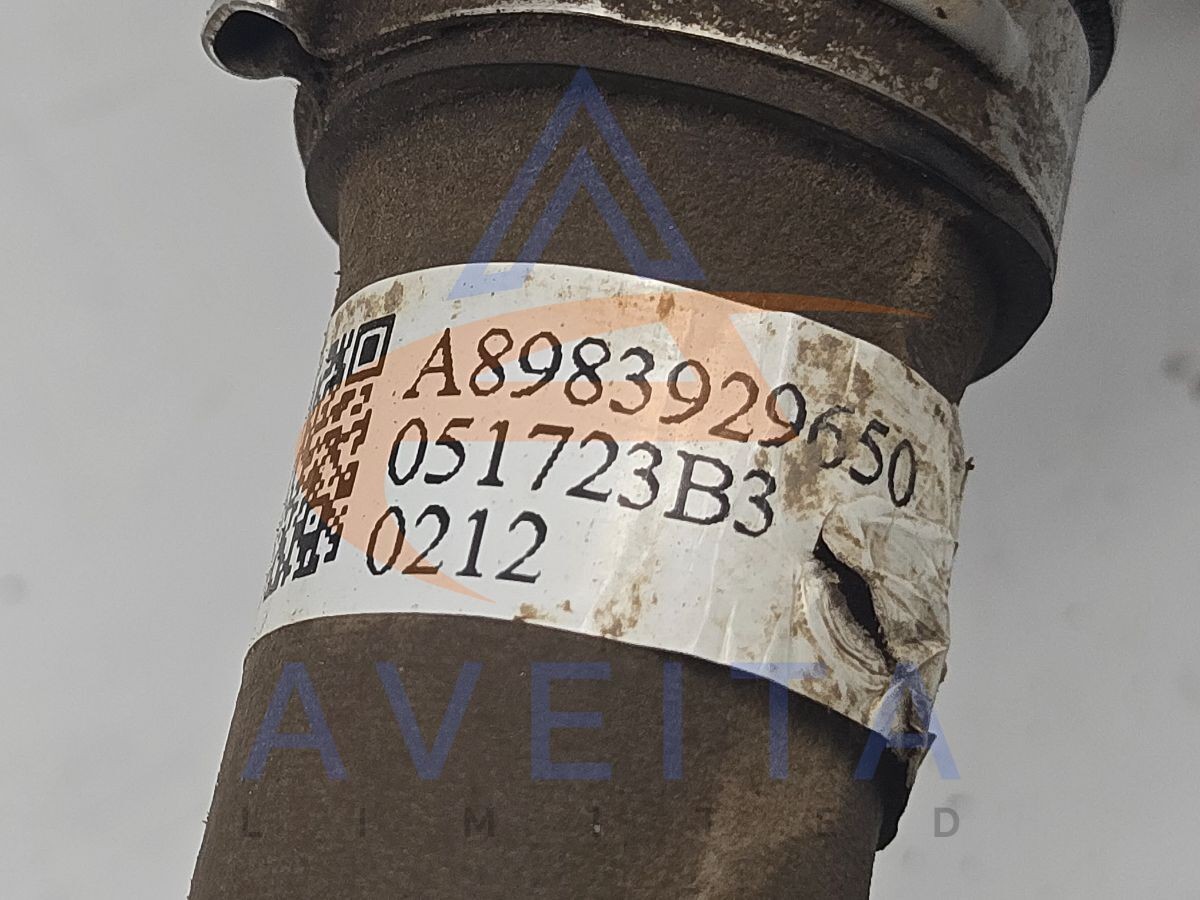 A8983929650
051723B3
0212
AVEITA
LIMITED